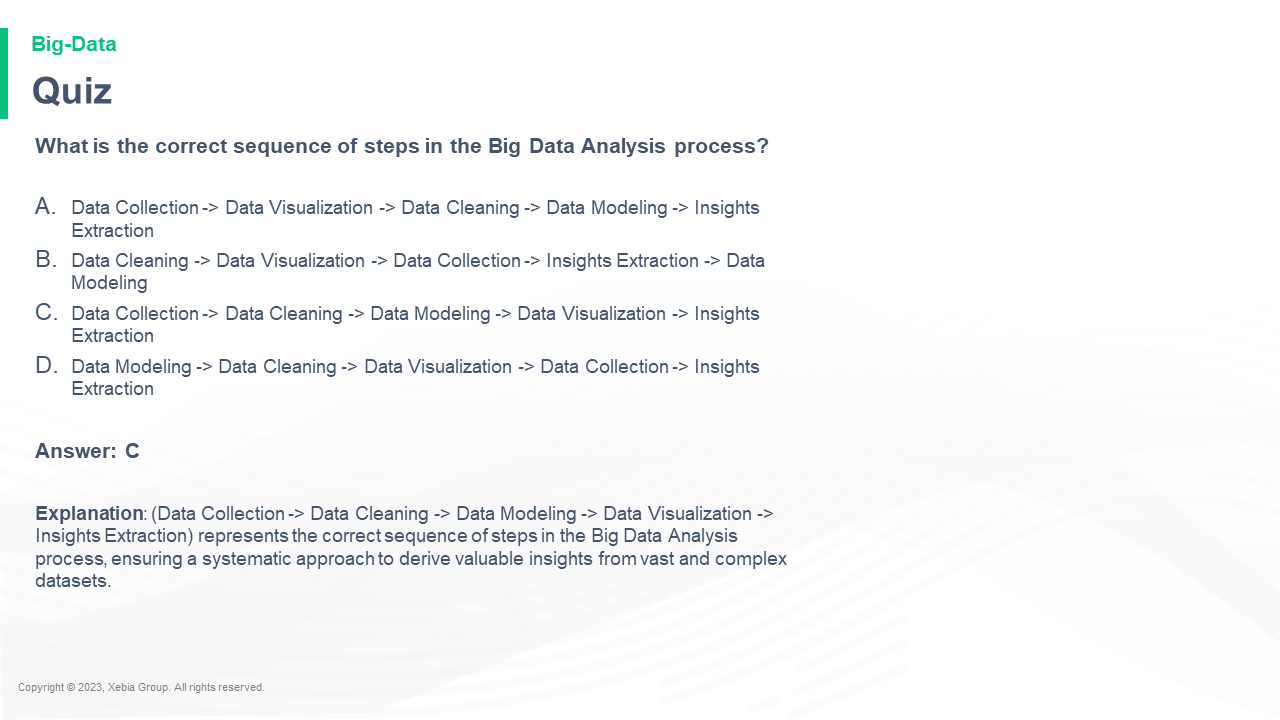 Big-Data
Quiz
What is the correct sequence of steps in the Big Data Analysis process?
A. Data Collection -> Data Visualization -> Data Cleaning -> Data Modeling -> Insights
Extraction
B. Data Cleaning -> Data Visualization -> Data Collection -> Insights Extraction -> Data
Modeling
C. Data Collection -> Data Cleaning -> Data Modeling -> Data Visualization -> Insights
Extraction
D. Data Modeling -> Data Cleaning -> Data Visualization -> Data Collection -> Insights
Extraction
Answer: C
Explanation: (Data Collection -> Data Cleaning -> Data Modeling -> Data Visualization ->
Insights Extraction) represents the correct sequence of steps in the Big Data Analysis
process, ensuring a systematic approach to derive valuable insights from vast and complex
datasets.
Copyright © 2023, Xebia Group. All rights reserved.